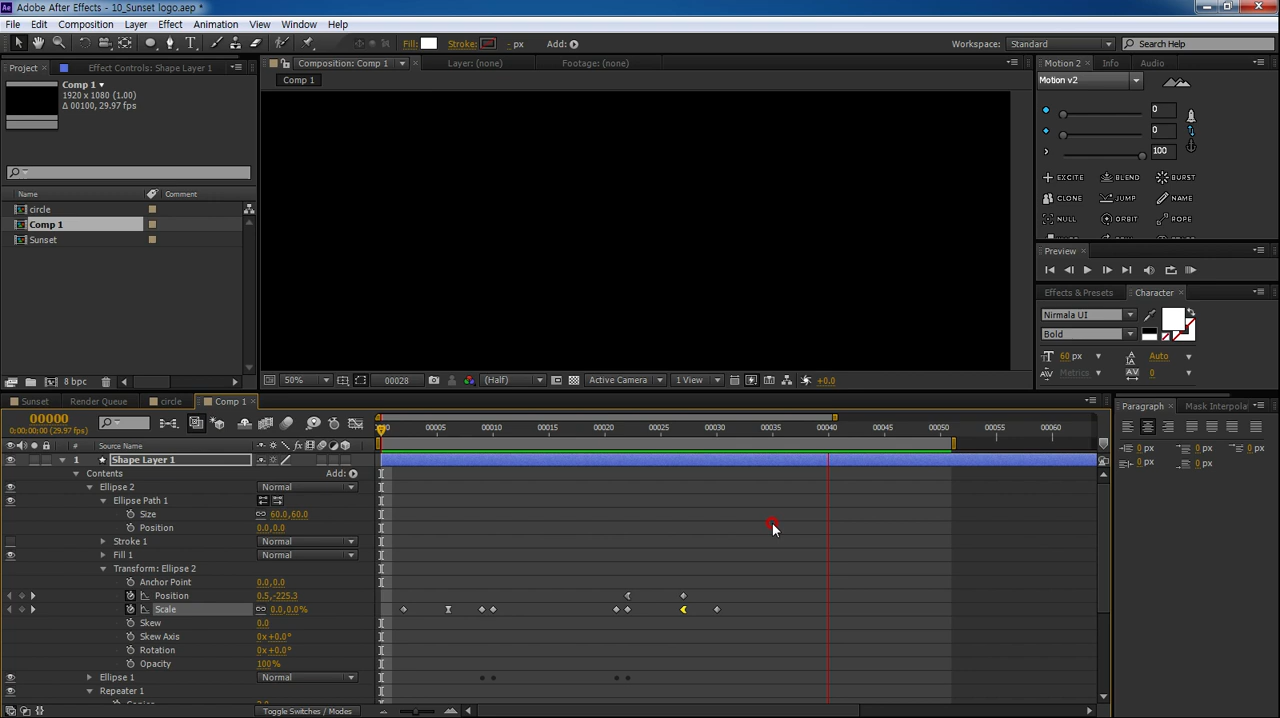 Adobe After Effects - 10_Sunset logo.aep *
File Edit Composition Layer Effect Animation View Window Help
Fill: Stroke: - px Add: Workspace: Standard Search Help
Project Effect Controls: Shape Layer 1 Composition: Comp 1 Layer: (none) Footage: (none) Motion 2 Info Audio
Comp 1
1920 x 1080 (1.00)
Δ 00100, 29.97 fps
Comp 1
Motion v2
0
0
100
EXCITE BLEND BURST
CLONE JUMP NAME
NULL ORBIT ROPE
Name Comment
circle
Comp 1
Sunset
Preview
Effects & Presets Character
Nirmala UI
Bold
60 px Auto
Metrics 0
8 bpc 50% 00028 (Half) Active Camera 1 View +0.0
Sunset Render Queue circle Comp 1
Paragraph Mask Interpola
00000
0:00:00:00 (29.97 fps)
00005 00010 00015 00020 00025 00030 00035 00040 00045 00050 00055 00060
# Source Name
1 Shape Layer 1
Contents Add:
Ellipse 2 Normal
Ellipse Path 1
Size 60.0,60.0
Position 0.0,0.0
Stroke 1 Normal
Fill 1 Normal
Transform: Ellipse 2
Anchor Point 0.0,0.0
Position 0.5,-225.3
Scale 0.0,0.0%
Skew 0.0
Skew Axis 0x+0.0°
Rotation 0x+0.0°
Opacity 100%
Ellipse 1 Normal
Repeater 1
Toggle Switches / Modes
0 px 0 px 0 px
0 px 0 px